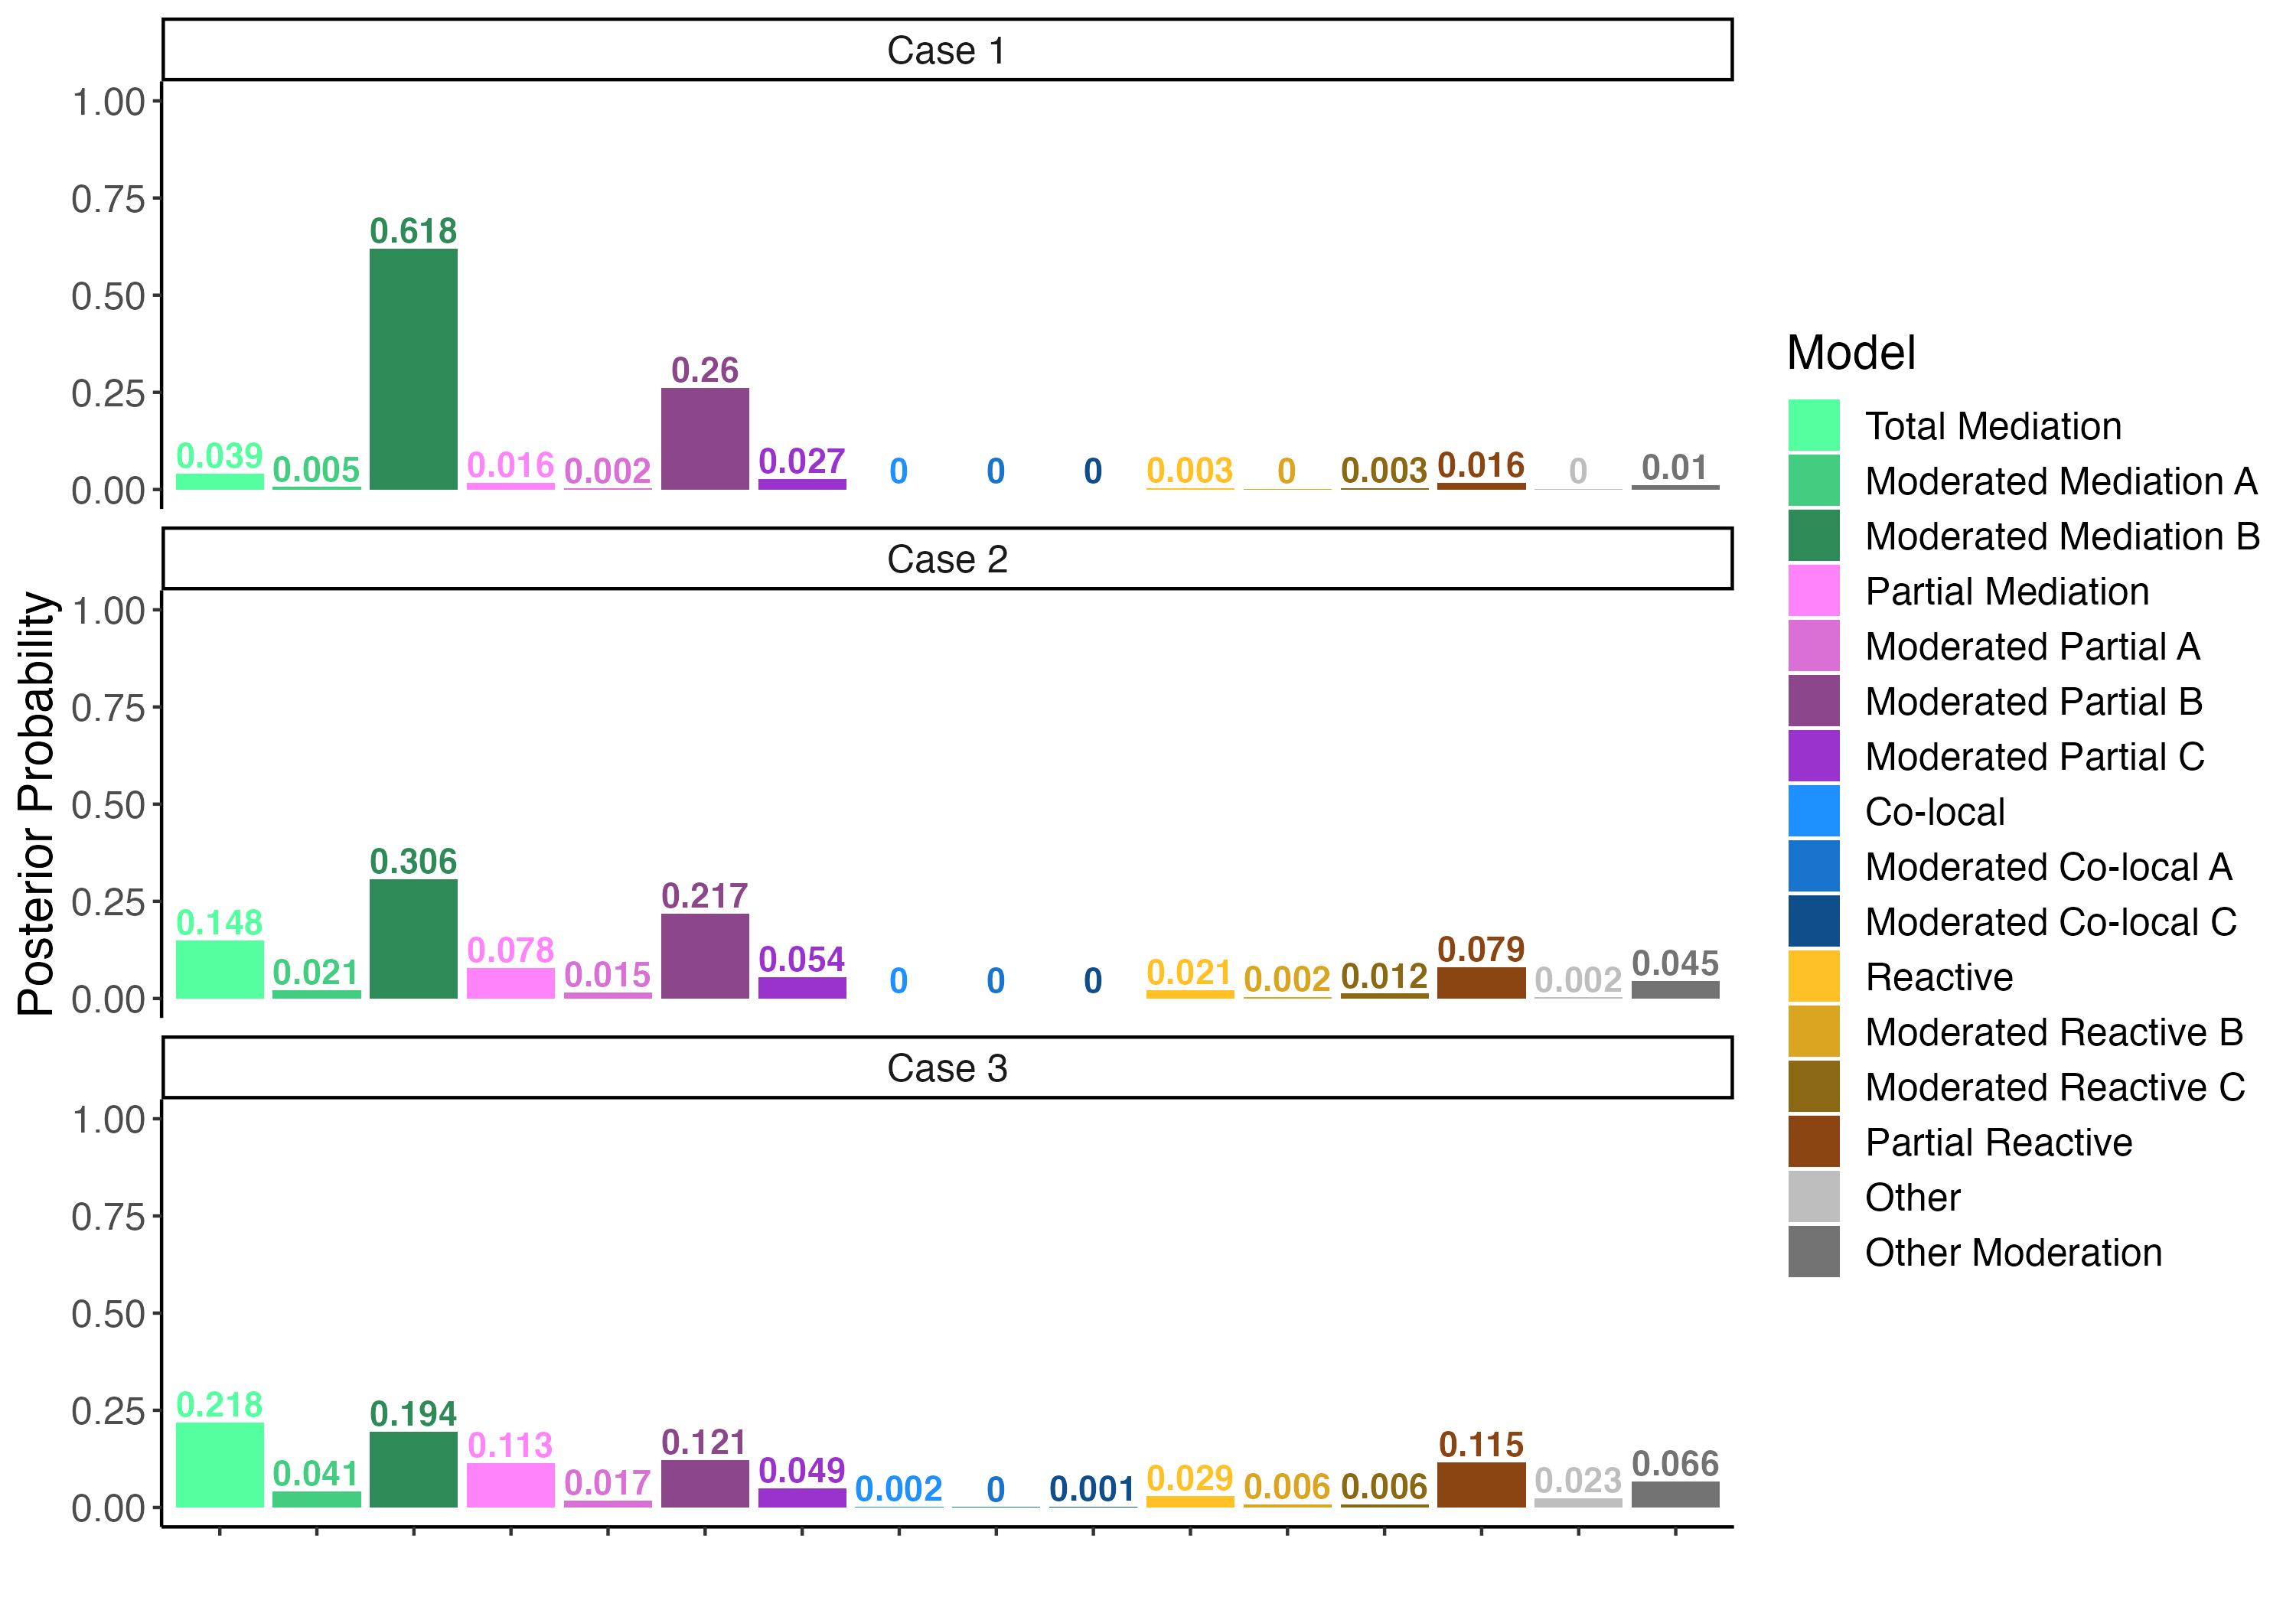 Case 1
1.00
0.75
0.50
0.25
0.00
0.039 0.005 0.618 0.016 0.002 0.26 0.027 0 0 0 0.003 0 0.003 0.016 0 0.01
Case 2
1.00
0.75
0.50
0.25
0.00
0.148 0.021 0.306 0.078 0.015 0.217 0.054 0 0 0 0.021 0.002 0.012 0.079 0.002 0.045
Case 3
1.00
0.75
0.50
0.25
0.00
0.218 0.041 0.194 0.113 0.017 0.121 0.049 0.002 0 0.001 0.029 0.006 0.006 0.115 0.023 0.066
Posterior Probability
Model
Total Mediation
Moderated Mediation A
Moderated Mediation B
Partial Mediation
Moderated Partial A
Moderated Partial B
Moderated Partial C
Co-local
Moderated Co-local A
Moderated Co-local C
Reactive
Moderated Reactive B
Moderated Reactive C
Partial Reactive
Other
Other Moderation